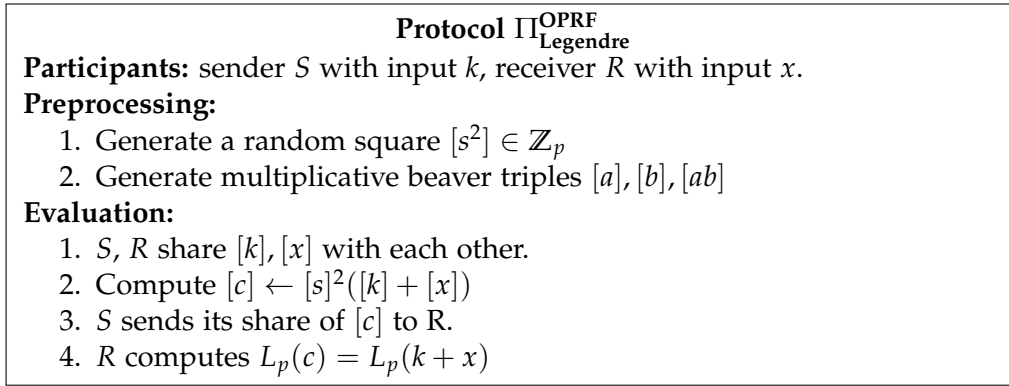 Protocol Π^OPRF_Legendre
Participants: sender S with input k, receiver R with input x.
Preprocessing:
1. Generate a random square [s²] ∈ ℤ_p
2. Generate multiplicative beaver triples [a], [b], [ab]
Evaluation:
1. S, R share [k], [x] with each other.
2. Compute [c] ← [s]²([k] + [x])
3. S sends its share of [c] to R.
4. R computes L_p(c) = L_p(k + x)